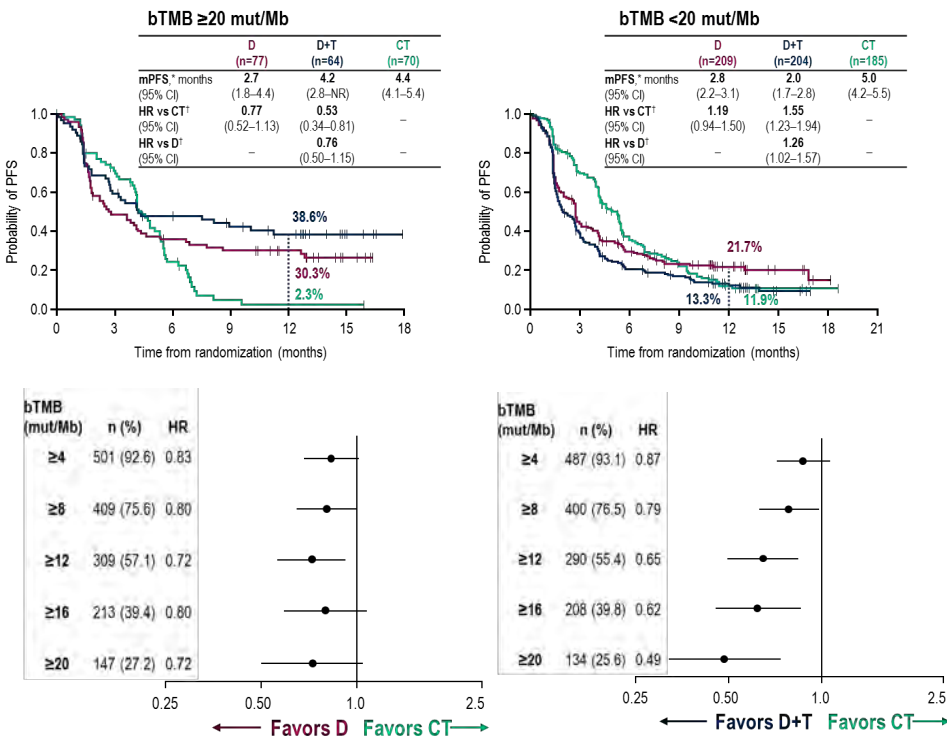 bTMB ≥20 mut/Mb
D D+T CT
(n=77) (n=64) (n=70)
mPFS,* months 2.7 4.2 4.4
(95% CI) (1.8–4.4) (2.8–NR) (4.1–5.4)
HR vs CT† 0.77 0.53 –
(95% CI) (0.52–1.13) (0.34–0.81)
HR vs D† – 0.76 –
(95% CI) (0.50–1.15)
Probability of PFS
1.0
0.8
0.6
0.4
0.2
0.0
38.6%
30.3%
2.3%
0 3 6 9 12 15 18
Time from randomization (months)
bTMB <20 mut/Mb
D D+T CT
(n=209) (n=204) (n=185)
mPFS,* months 2.8 2.0 5.0
(95% CI) (2.2–3.1) (1.7–2.8) (4.2–5.5)
HR vs CT† 1.19 1.55 –
(95% CI) (0.94–1.50) (1.23–1.94)
HR vs D† – 1.26 –
(95% CI) (1.02–1.57)
Probability of PFS
1.0
0.8
0.6
0.4
0.2
0.0
21.7%
13.3% 11.9%
0 3 6 9 12 15 18 21
Time from randomization (months)
bTMB
(mut/Mb) n (%) HR
≥4 501 (92.6) 0.83
≥8 409 (75.6) 0.80
≥12 309 (57.1) 0.72
≥16 213 (39.4) 0.80
≥20 147 (27.2) 0.72
0.25 0.50 1.0 2.5
Favors D Favors CT
bTMB
(mut/Mb) n (%) HR
≥4 487 (93.1) 0.87
≥8 400 (76.5) 0.79
≥12 290 (55.4) 0.65
≥16 208 (39.8) 0.62
≥20 134 (25.6) 0.49
0.25 0.50 1.0 2.5
Favors D+T Favors CT